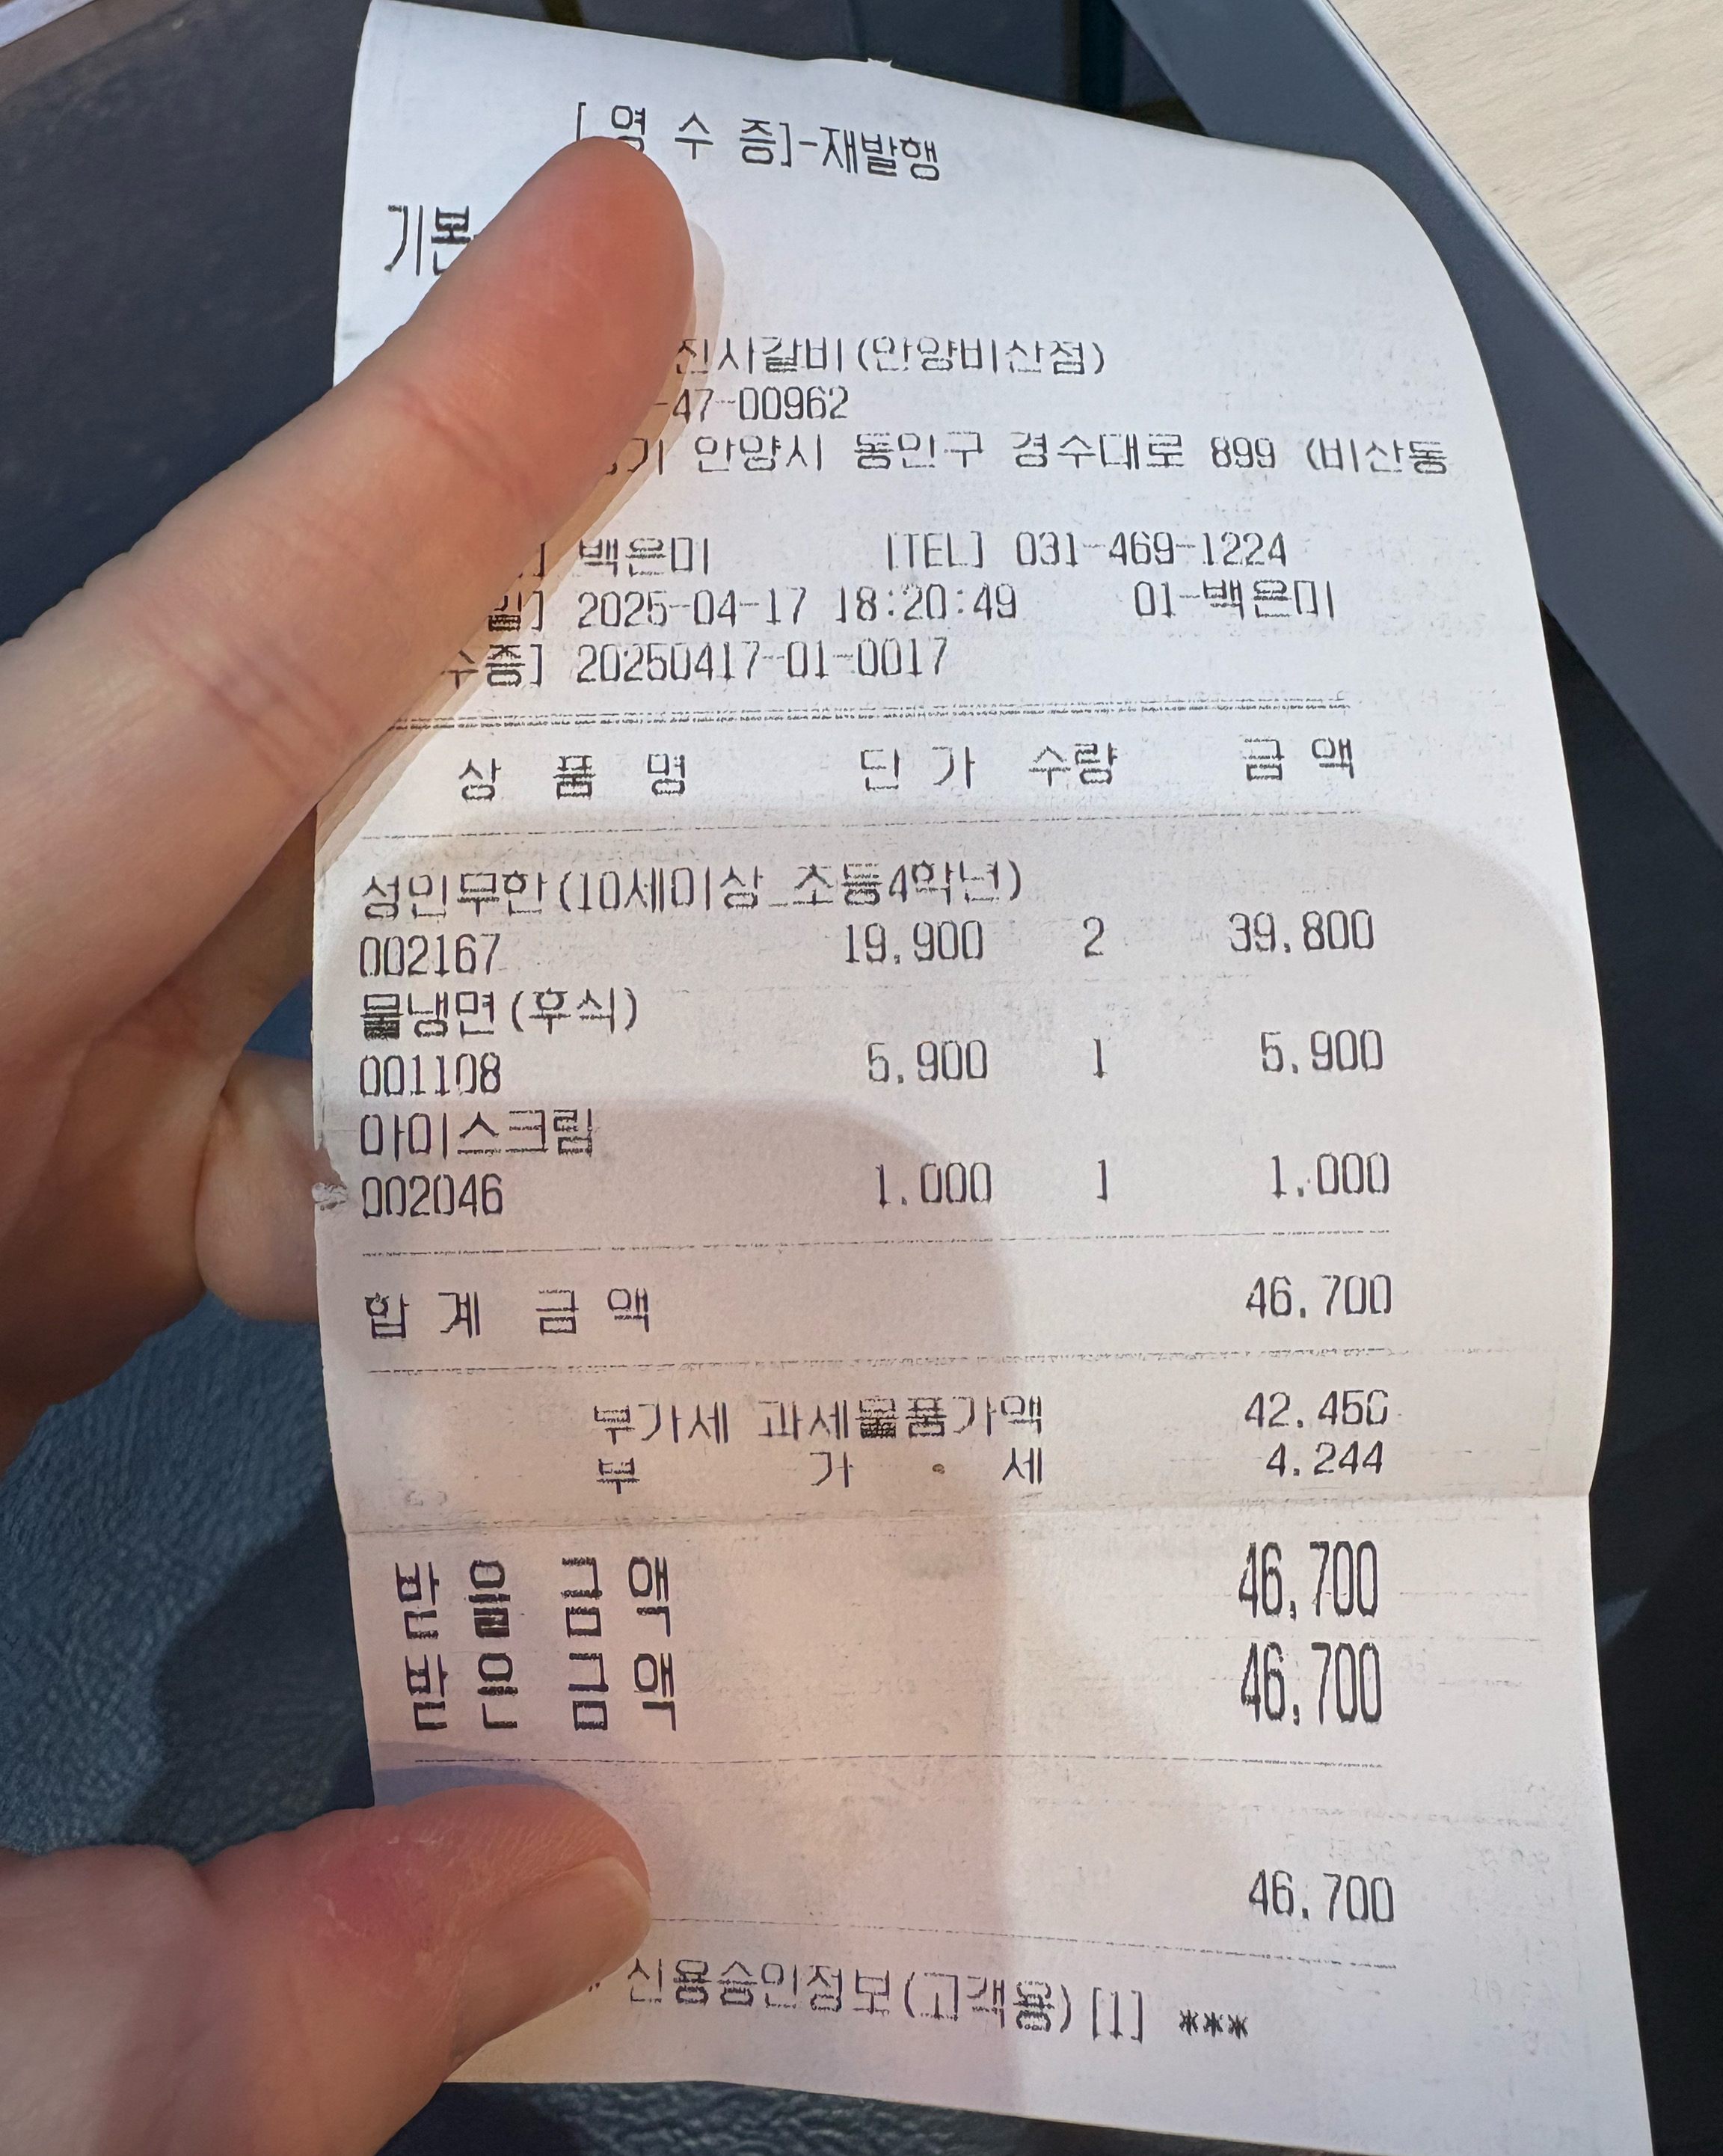 [ 영 수 증]-재발행
기본
진사갈비(안양비산점)
-47-00962
안양시 동안구 경수대로 899 (비산동
백은미 [TEL] 031-469-1224
2025-04-17 18:20:49 01-백은미
수증] 20250417-01-0017
상 품 명 단 가 수량 금 액
성인무한(10세이상_초등4학년)
002167 19,900 2 39,800
물냉면(후식)
001108 5,900 1 5,900
아이스크림
002046 1,000 1 1,000
합 계 금 액 46,700
부가세 과세물품가액 42,456
부 가 세 4,244
받 을 금 액 46,700
받 은 금 액 46,700
46,700
신용승인정보(고객용) [1] ***